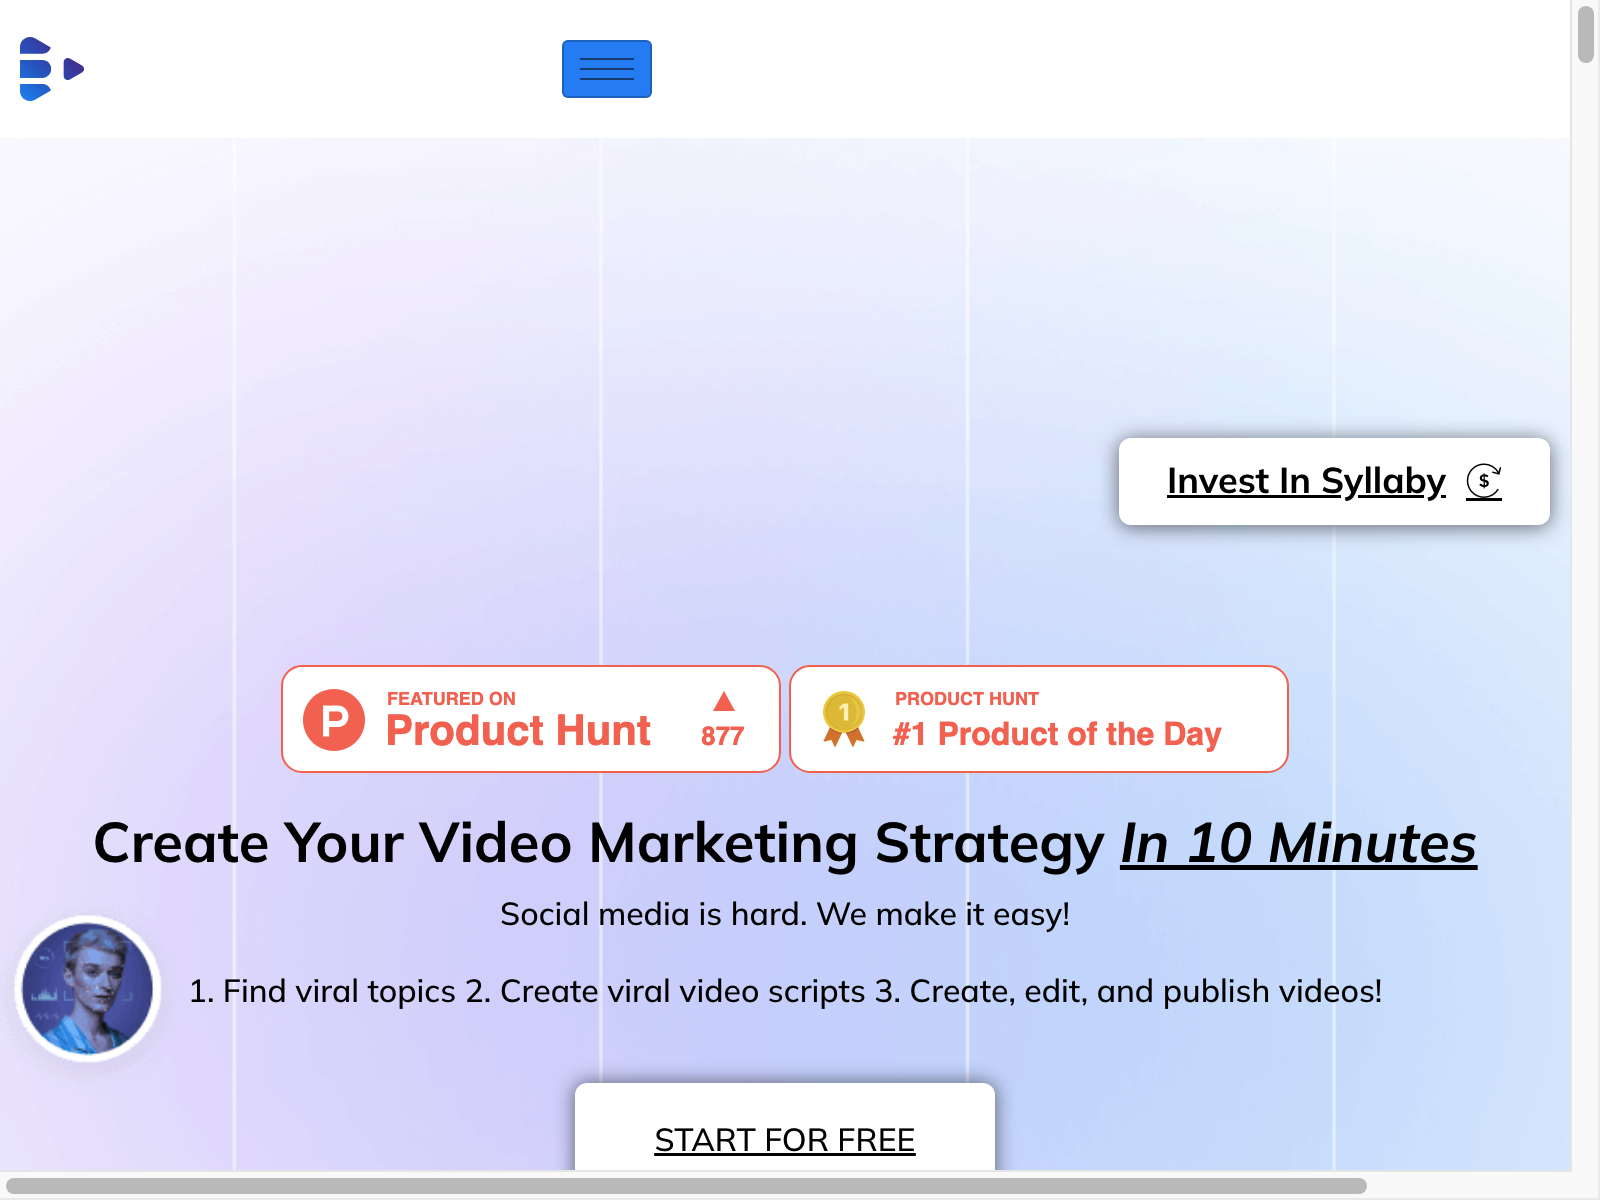 Invest In Syllaby
$
FEATURED ON
Product Hunt
877
P
1
PRODUCT HUNT
#1 Product of the Day
Create Your Video Marketing Strategy In 10 Minutes
Social media is hard. We make it easy!
1. Find viral topics 2. Create viral video scripts 3. Create, edit, and publish videos!
START FOR FREE